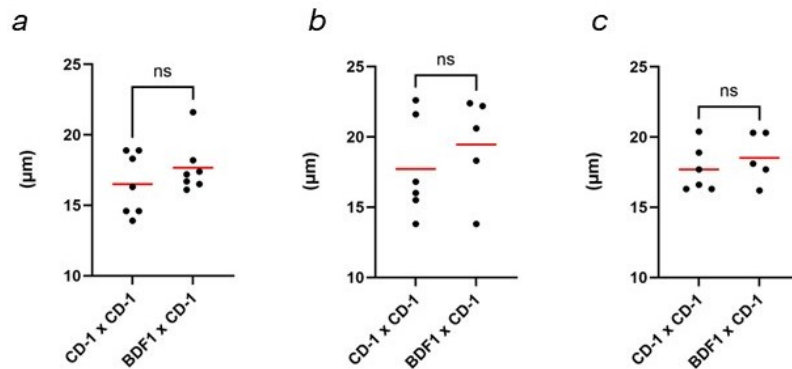 a
ns
25
20
15
10
(µm)
CD-1 x CD-1
BDF1 x CD-1
b
ns
25
20
15
10
(µm)
CD-1 x CD-1
BDF1 x CD-1
c
ns
25
20
15
10
(µm)
CD-1 x CD-1
BDF1 x CD-1